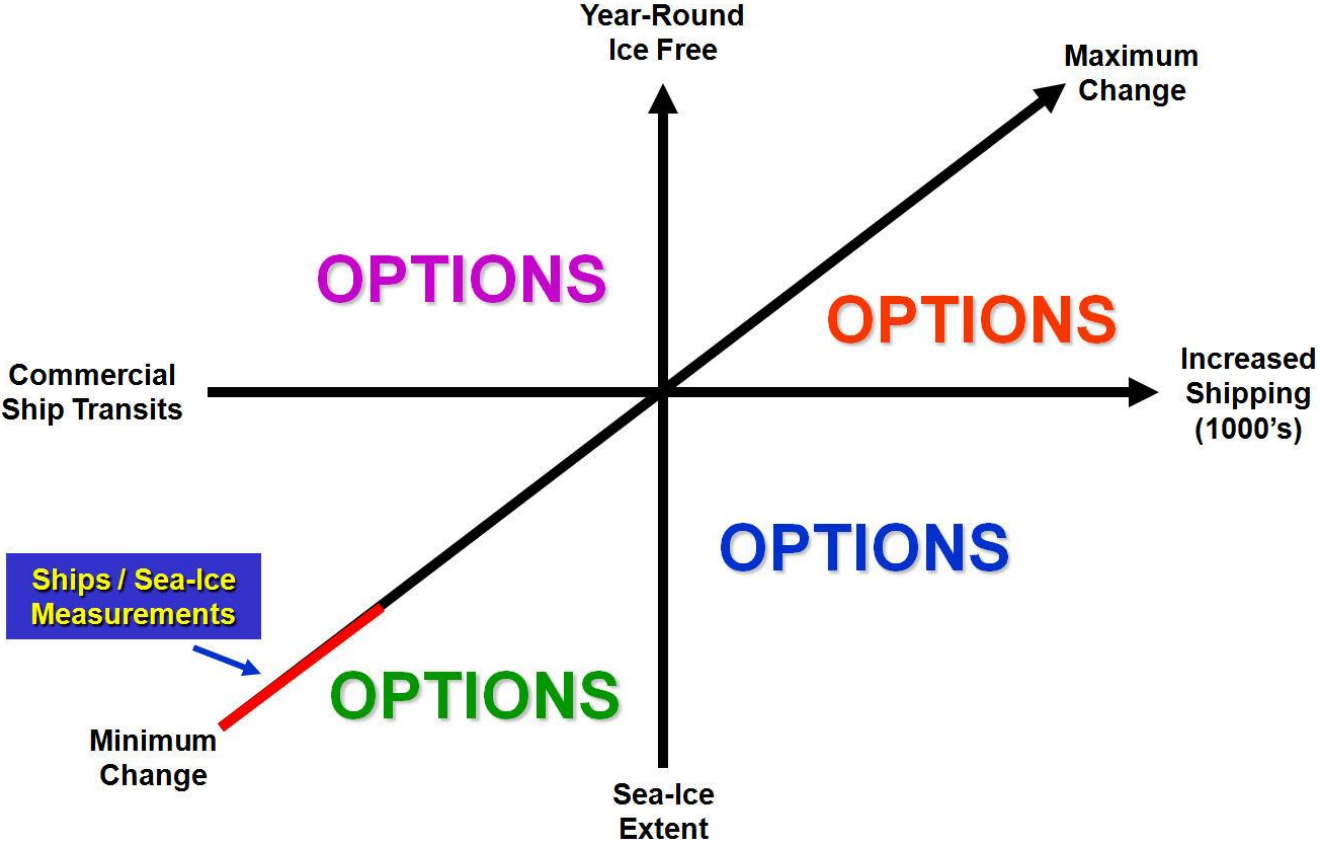 Year-Round
Ice Free
Maximum
Change
OPTIONS
OPTIONS
Commercial
Ship Transits
Increased
Shipping
(1000's)
OPTIONS
Ships / Sea-Ice
Measurements
OPTIONS
Minimum
Change
Sea-Ice
Extent